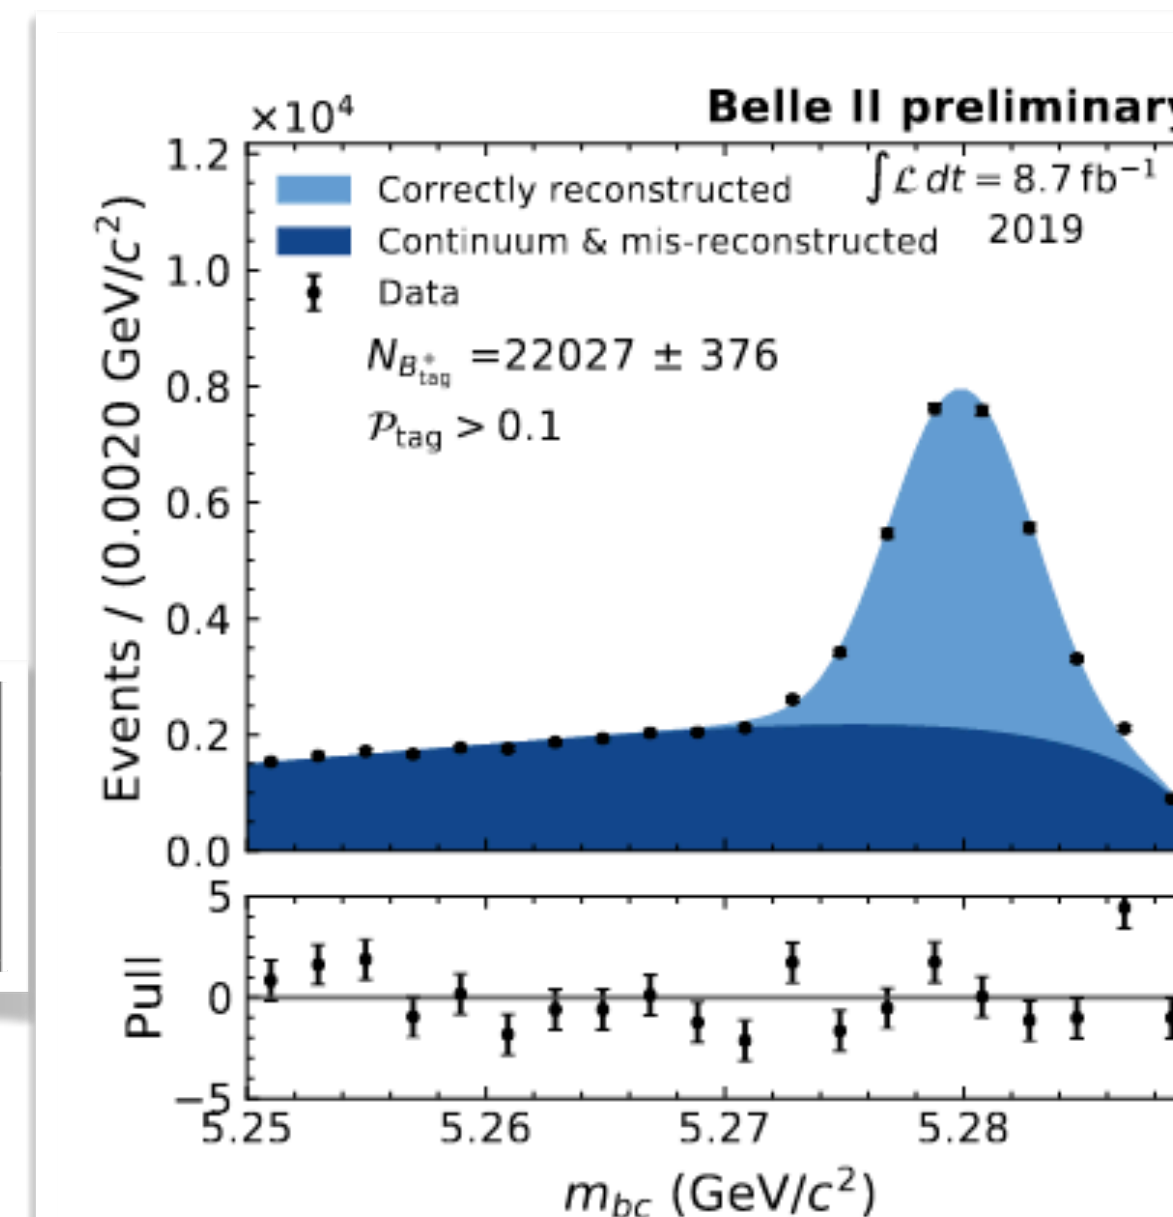 Belle II preliminary
×10⁴
∫ℒ dt = 8.7 fb⁻¹
2019
Correctly reconstructed
Continuum & mis-reconstructed
Data
N_{B⁺_tag} =22027 ± 376
𝒫_tag > 0.1
Events / (0.0020 GeV/c²)
1.2
1.0
0.8
0.6
0.4
0.2
0.0
Pull
5
0
−5
5.25 5.26 5.27 5.28
m_bc (GeV/c²)